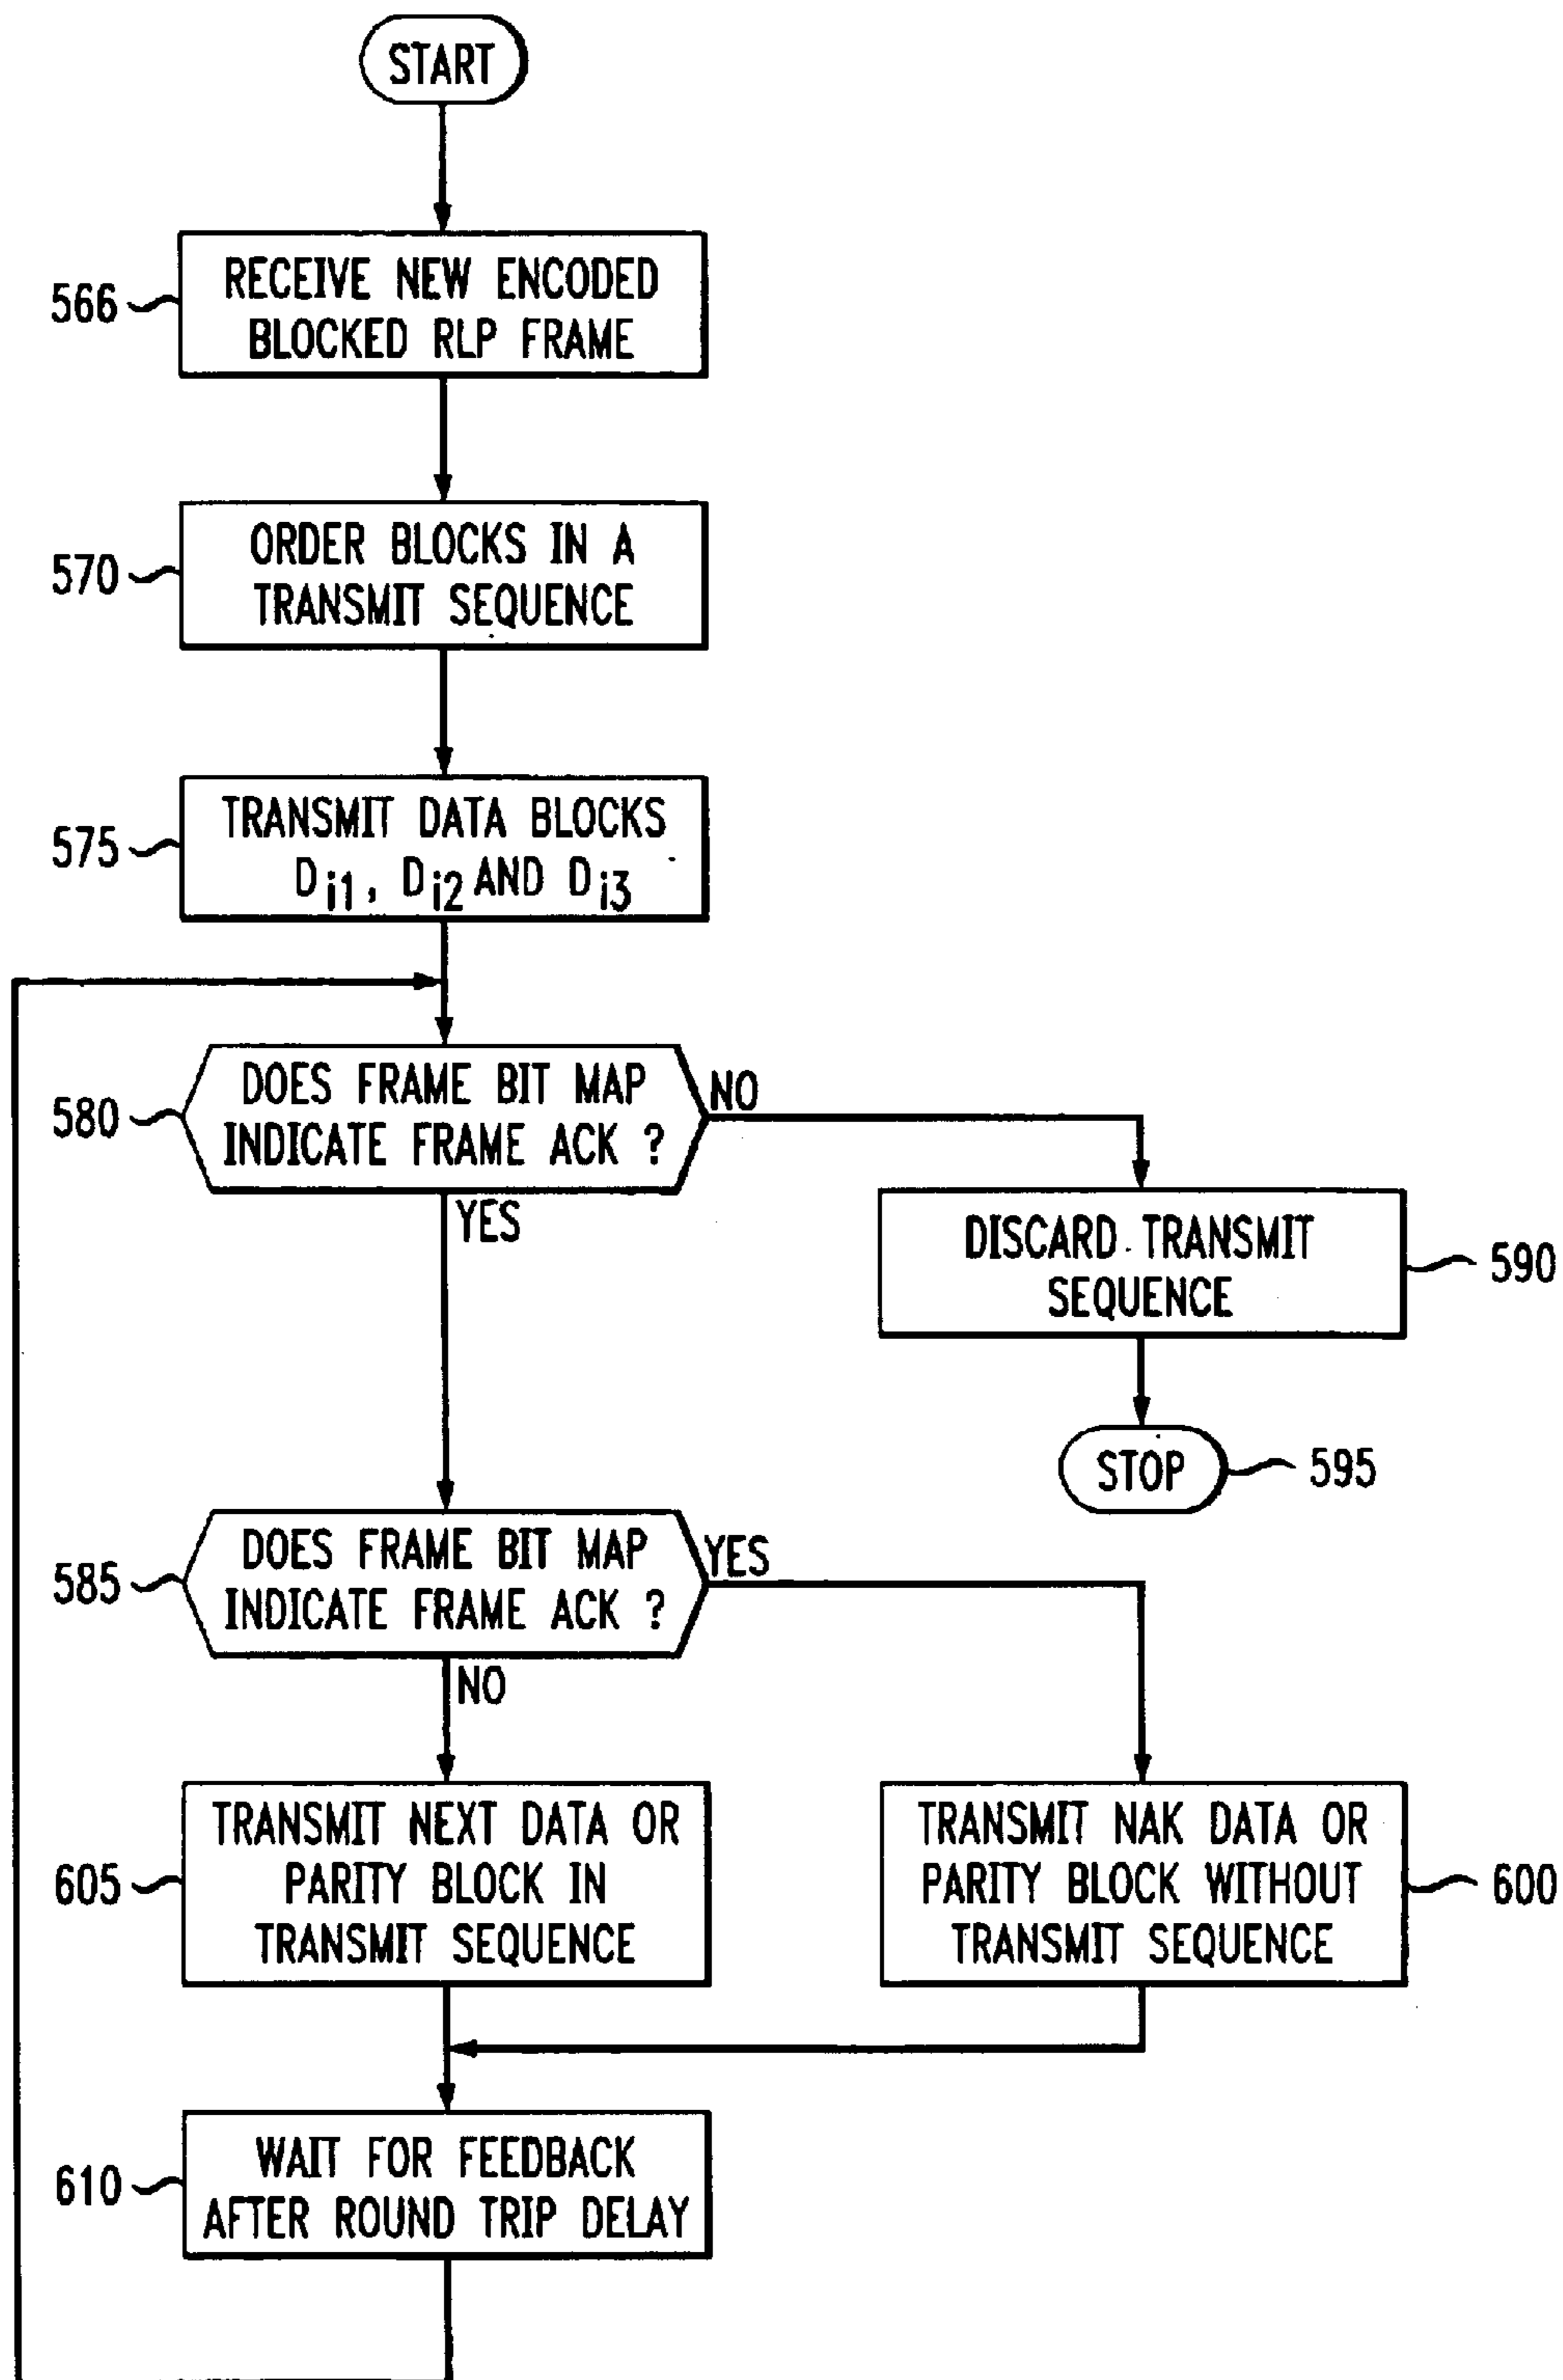 START
566
RECEIVE NEW ENCODED
BLOCKED RLP FRAME
570
ORDER BLOCKS IN A
TRANSMIT SEQUENCE
575
TRANSMIT DATA BLOCKS
Di1, Di2 AND Di3
580
DOES FRAME BIT MAP
INDICATE FRAME ACK ?
NO
YES
DISCARD TRANSMIT
SEQUENCE
590
STOP
595
585
DOES FRAME BIT MAP
INDICATE FRAME ACK ?
YES
NO
605
TRANSMIT NEXT DATA OR
PARITY BLOCK IN
TRANSMIT SEQUENCE
TRANSMIT NAK DATA OR
PARITY BLOCK WITHOUT
TRANSMIT SEQUENCE
600
610
WAIT FOR FEEDBACK
AFTER ROUND TRIP DELAY